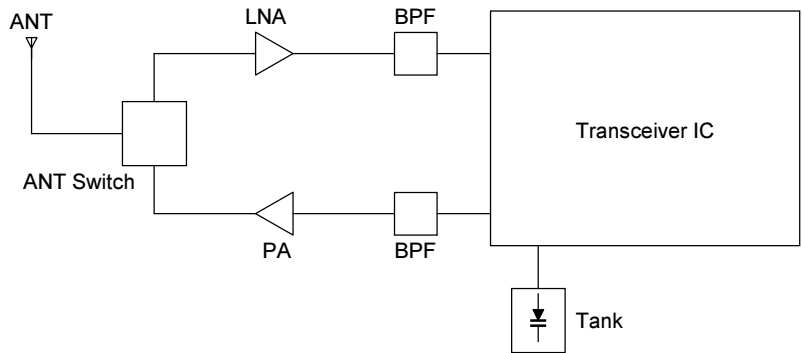 ANT
LNA
BPF
Transceiver IC
ANT Switch
PA
BPF
Tank